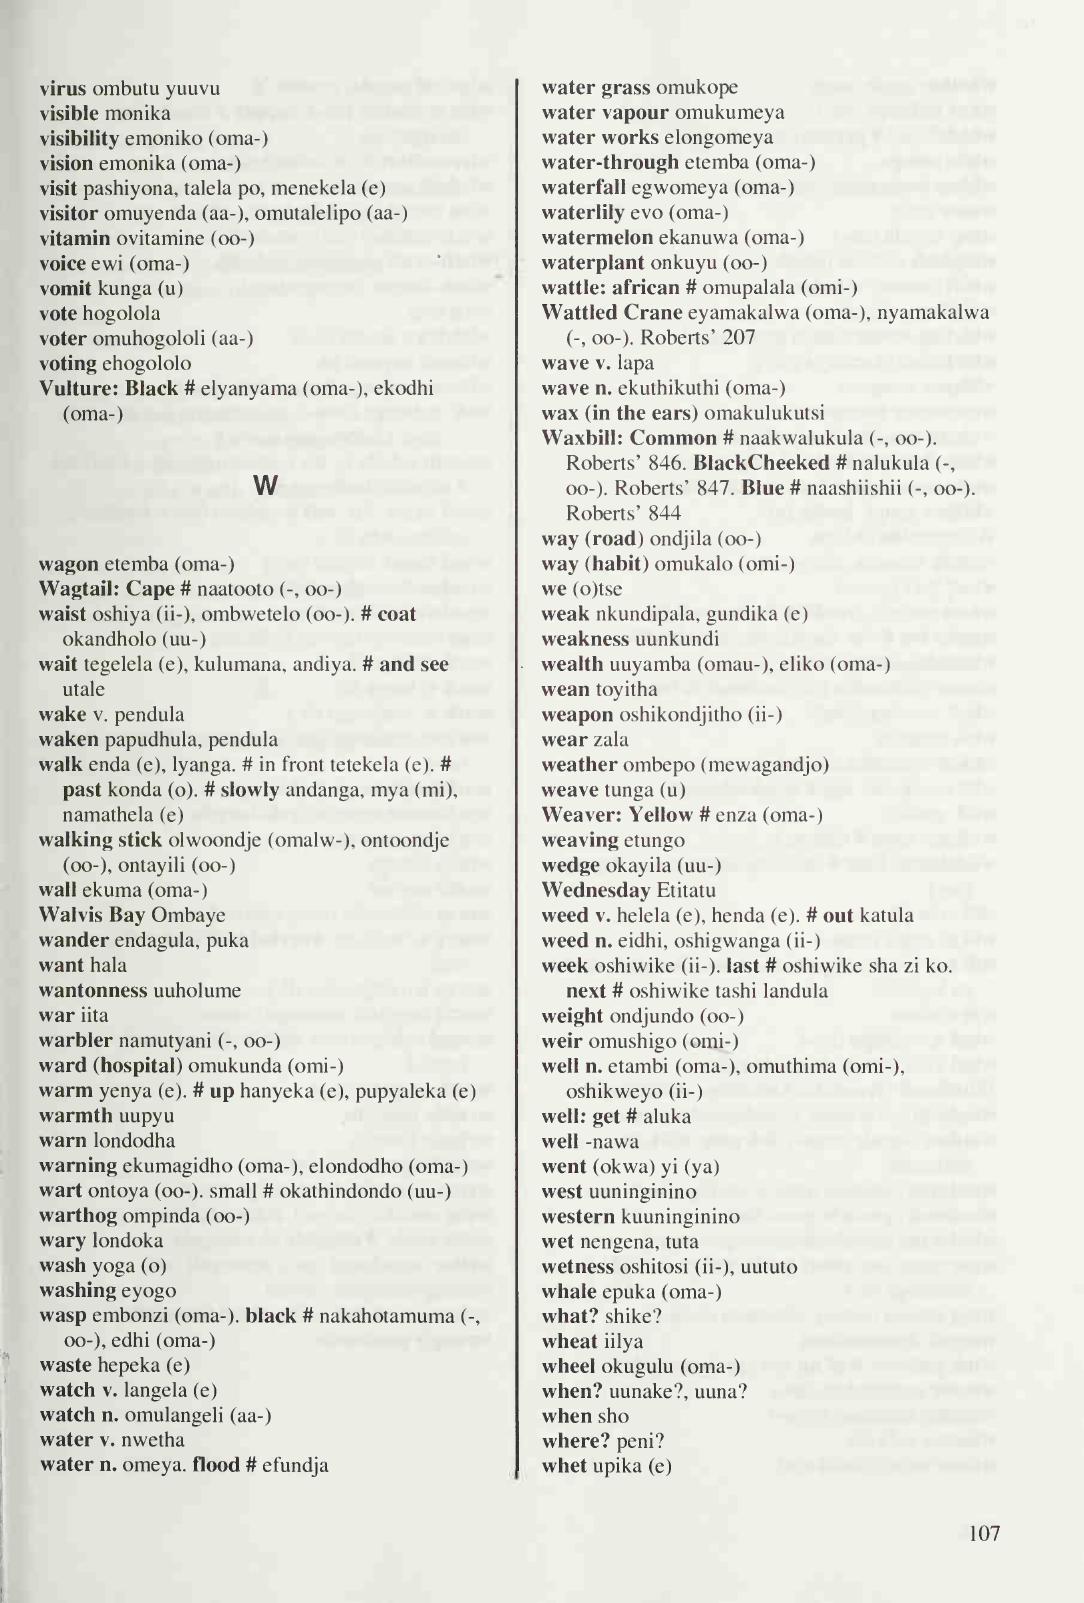 virus ombutu yuuvu
visible monika
visibility emoniko (oma-)
vision emonika (oma-)
visit pashiyona, talela po, menekela (e)
visitor omuyenda (aa-), omutalelipo (aa-)
vitamin ovitamine (oo-)
voice ewi (oma-)
vomit kunga (u)
vote hogolola
voter omuhogololi (aa-)
voting ehogololo
Vulture: Black # elyanyama (oma-), ekodhi
(oma-)
W
wagon etemba (oma-)
Wagtail: Cape # naatooto (-, oo-)
waist oshiya (ii-), ombwetelo (oo-). # coat
okandholo (uu-)
wait tegelela (e), kulumana, andiya. # and see
utale
wake v. pendula
waken papudhula, pendula
walk enda (e), lyanga. # in front tetekela (e). #
past konda (o). # slowly andanga, mya (mi),
namathela (e)
walking stick olwoondje (omalw-), ontoondje
(oo-), ontayili (oo-)
wall ekuma (oma-)
Walvis Bay Ombaye
wander endagula, puka
want hala
wantonness uuholume
war iita
warbler namutyani (-, oo-)
ward (hospital) omukunda (omi-)
warm yenya (e). # up hanyeka (e), pupyaleka (e)
warmth uupyu
warn londodha
warning ekumagidho (oma-), elondodho (oma-)
wart ontoya (oo-). small # okathindondo (uu-)
warthog ompinda (oo-)
wary londoka
wash yoga (o)
washing eyogo
wasp embonzi (oma-). black # nakahotamuma (-,
oo-), edhi (oma-)
waste hepeka (e)
watch v. langela (e)
watch n. omulangeli (aa-)
water v. nwetha
water n. omeya. flood # efundja
water grass omukope
water vapour omukumeya
water works elongomeya
water-through etemba (oma-)
waterfall egwomeya (oma-)
waterlily evo (oma-)
watermelon ekanuwa (oma-)
waterplant onkuyu (oo-)
wattle: african # omupalala (omi-)
Wattled Crane eyamakalwa (oma-), nyamakalwa
(-, oo-). Roberts' 207
wave v. lapa
wave n. ekuthikuthi (oma-)
wax (in the ears) omakulukutsi
Waxbill: Common # naakwalukula (-, oo-).
Roberts' 846. BlackCheeked # nalukula (-,
oo-). Roberts' 847. Blue # naashiishii (-, oo-).
Roberts' 844
way (road) ondjila (oo-)
way (habit) omukalo (omi-)
we (o)tse
weak nkundipala, gundika (e)
weakness uunkundi
wealth uuyamba (omau-), eliko (oma-)
wean toyitha
weapon oshikondjitho (ii-)
wear zala
weather ombepo (mewagandjo)
weave tunga (u)
Weaver: Yellow # enza (oma-)
weaving etungo
wedge okayila (uu-)
Wednesday Etitatu
weed v. helela (e), henda (e). # out katula
weed n. eidhi, oshigwanga (ii-)
week oshiwike (ii-). last # oshiwike sha zi ko.
next # oshiwike tashi landula
weight ondjundo (oo-)
weir omushigo (omi-)
well n. etambi (oma-), omuthima (omi-),
oshikweyo (ii-)
well: get # aluka
well -nawa
went (okwa) yi (ya)
west uuninginino
western kuuninginino
wet nengena, tuta
wetness oshitosi (ii-), uututo
whale epuka (oma-)
what? shike?
wheat iilya
wheel okugulu (oma-)
when? uunake?, uuna?
when sho
where? peni?
whet upika (e)
107